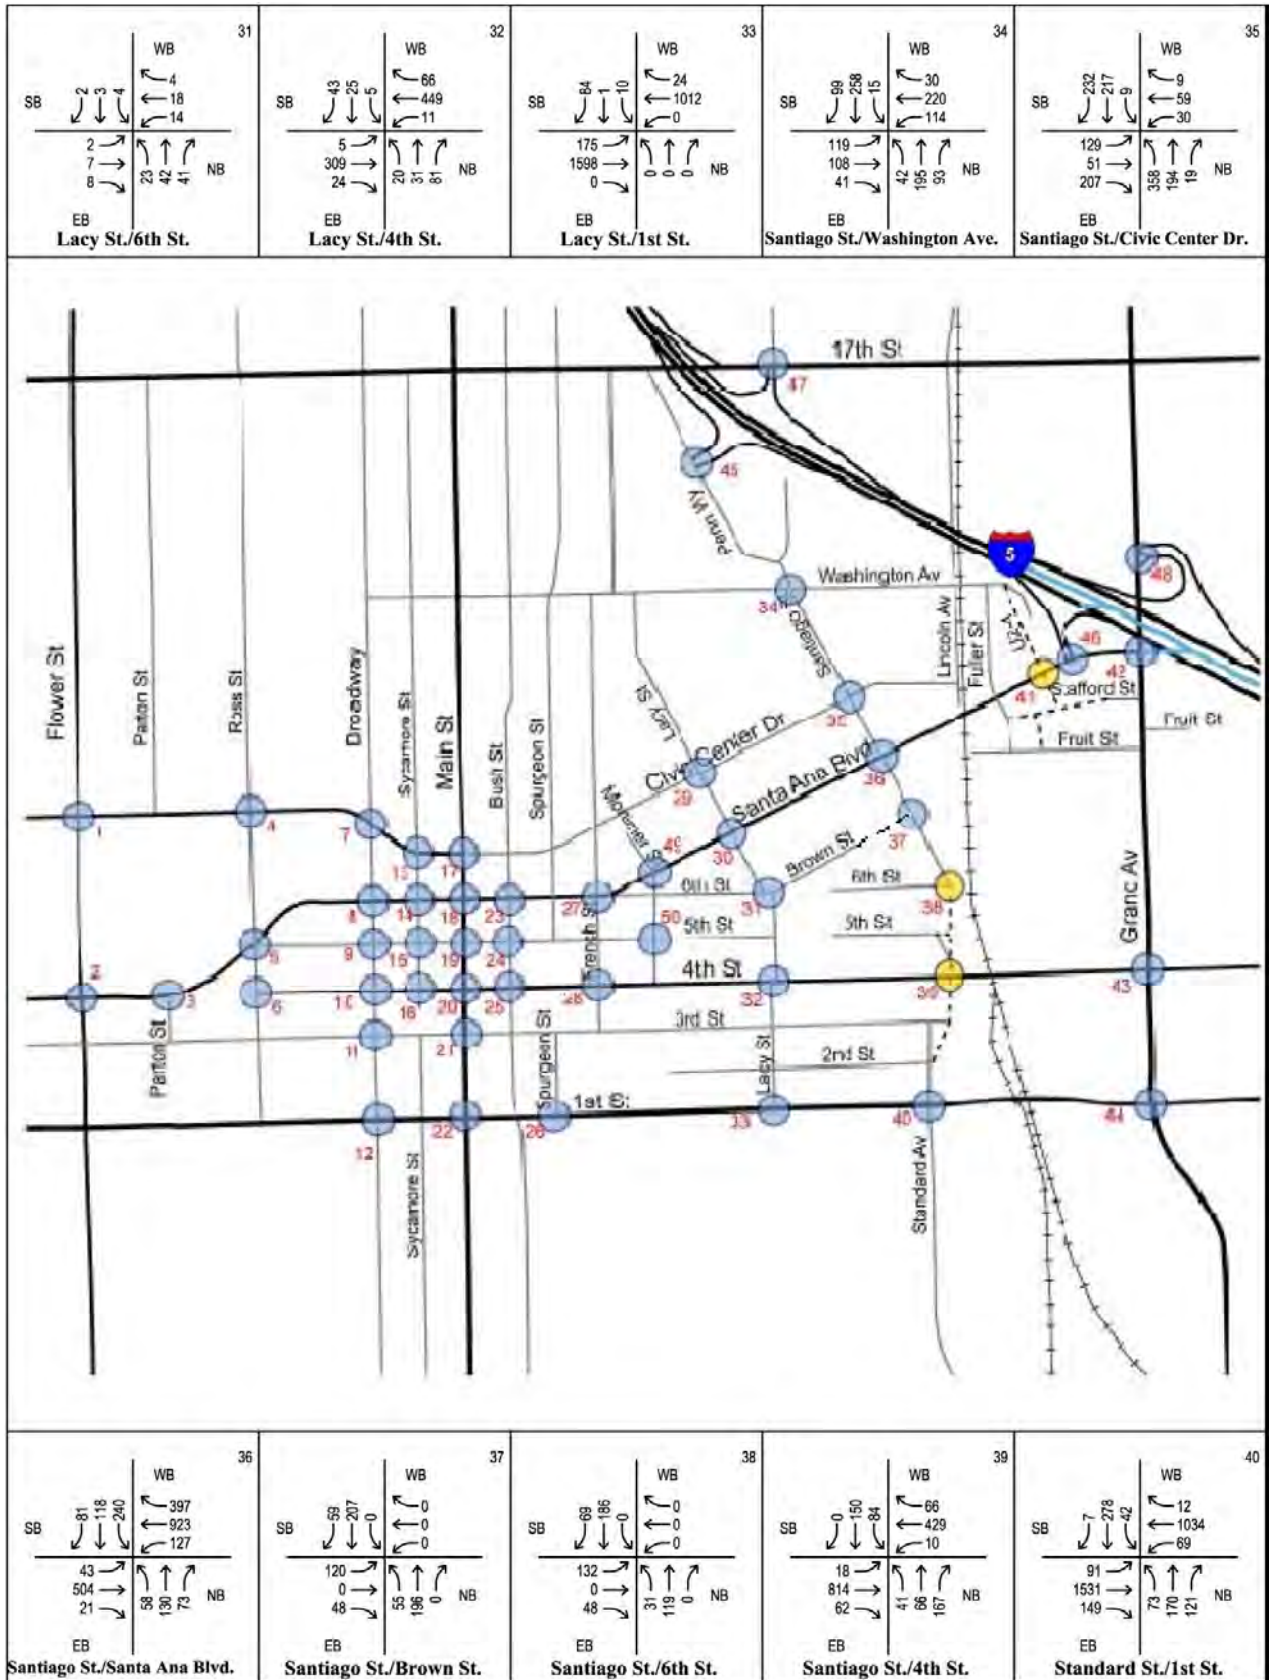 31
WB
4
18
14
SB
2 3 4
2
7
8
23 42 41
NB
EB
Lacy St./6th St.
32
WB
66
449
11
SB
43 25 5
5
309
24
20 31 81
NB
EB
Lacy St./4th St.
33
WB
24
1012
0
SB
84 1 10
175
1598
0
0 0 0
NB
EB
Lacy St./1st St.
34
WB
30
220
114
SB
99 258 15
119
108
41
42 195 93
NB
EB
Santiago St./Washington Ave.
35
WB
9
59
30
SB
232 217 9
129
51
207
358 194 19
NB
EB
Santiago St./Civic Center Dr.
17th St
47
45
Penn Wy
5
48
Washington Av
34
Santiago
Lincoln Av
Fuller St
46
42
41
Stafford St
Fruit St
Fruit St
Flower St
Ross St
Sycamore St
Main St
Bush St
Spurgeon St
Lacy St
Civic Center Dr
29
Santa Ana Blvd
36
1
4
7
17
49
30
Brown St
37
6th St
38
8
14
18
23
27
31
50
5th St
5th St
9
15
19
24
French St
4th St
2
3
6
16
20
25
28
32
39
43
Grand Av
3rd St
11
21
2nd St
Spurgeon St
Lacy St
1st St
12
22
26
33
40
44
Sycamore St
Standard Av
36
WB
397
923
127
SB
81 118 240
43
504
21
58 130 73
NB
EB
Santiago St./Santa Ana Blvd.
37
WB
0
0
0
SB
59 207 0
120
0
48
55 196 0
NB
EB
Santiago St./Brown St.
38
WB
0
0
0
SB
69 186 0
132
0
48
31 119 0
NB
EB
Santiago St./6th St.
39
WB
66
429
10
SB
0 150 84
18
814
62
41 66 167
NB
EB
Santiago St./4th St.
40
WB
12
1034
69
SB
7 278 42
91
1531
149
73 170 121
NB
EB
Standard St./1st St.